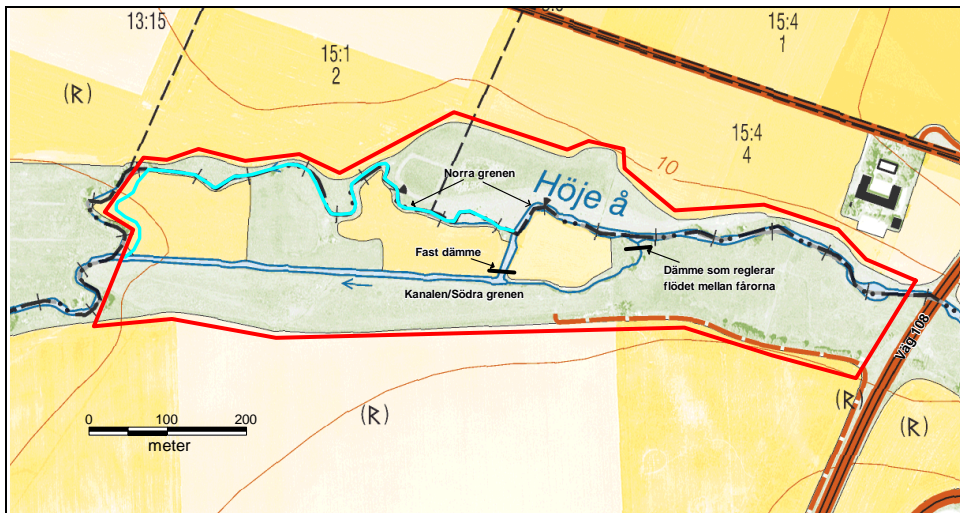 13:15
15:1
2
15:4
1
(R)
15:4
4
10
Norra grenen
Höje å
Fast dämme
Dämme som reglerar
flödet mellan fårorna
Kanalen/Södra grenen
Väg 108
(R)
(R)
(R)
0 100 200
meter